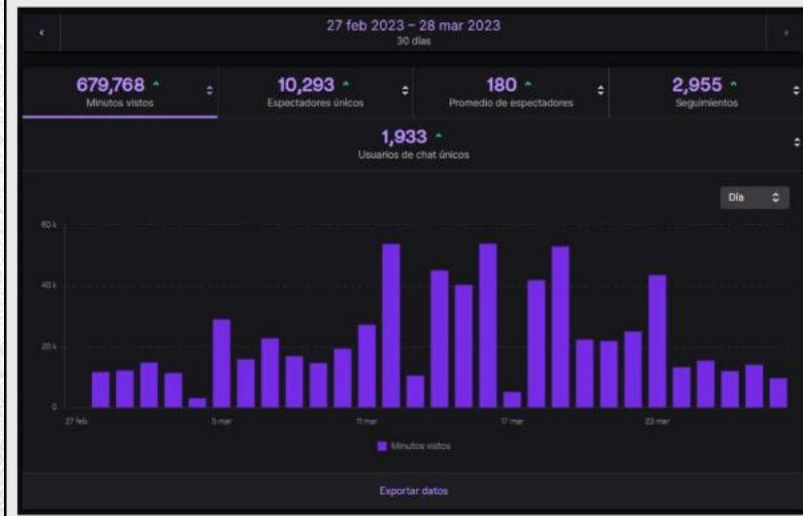 27 feb 2023 – 28 mar 2023
30 días
679,768
Minutos vistos
10,293
Espectadores únicos
180
Promedio de espectadores
2,955
Seguimientos
1,933
Usuarios de chat únicos
Día
60 k
40 k
20 k
0
27 feb 5 mar 11 mar 17 mar 23 mar
Minutos vistos
Exportar datos